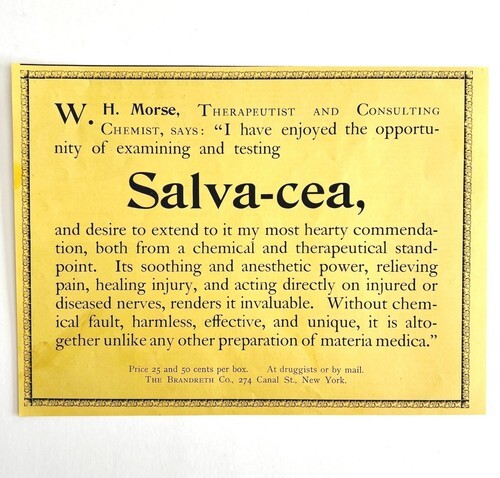 W. H. Morse, Therapeutist and Consulting
Chemist, says: "I have enjoyed the opportu-
nity of examining and testing
Salva-cea,
and desire to extend to it my most hearty commenda-
tion, both from a chemical and therapeutical stand-
point. Its soothing and anesthetic power, relieving
pain, healing injury, and acting directly on injured or
diseased nerves, renders it invaluable. Without chem-
ical fault, harmless, effective, and unique, it is alto-
gether unlike any other preparation of materia medica."
Price 25 and 50 cents per box. At druggists or by mail.
The Brandreth Co., 274 Canal St., New York.